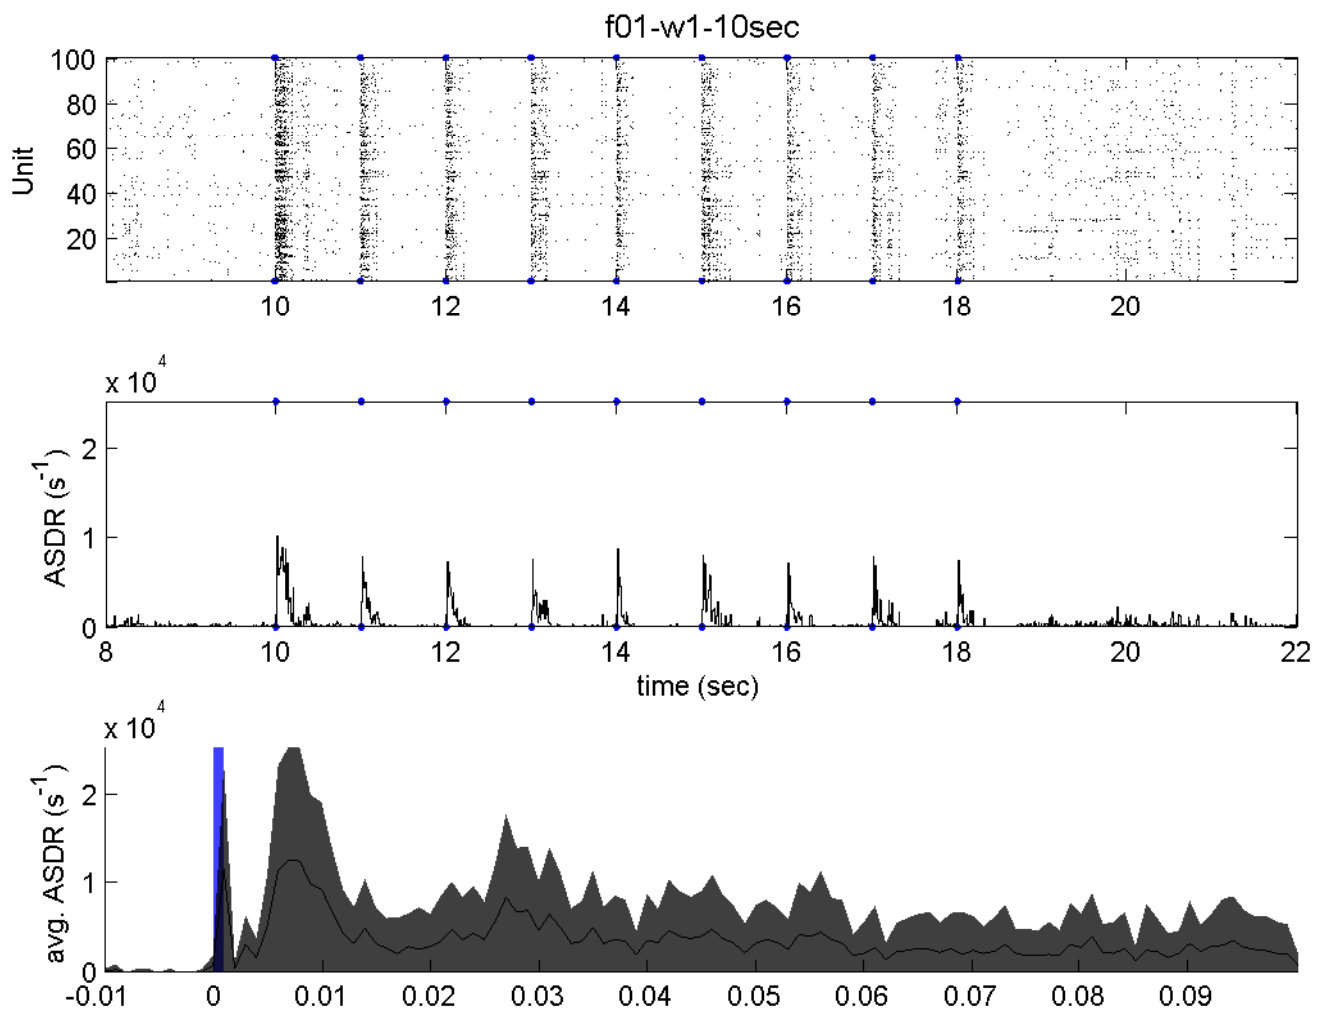 f01-w1-10sec
100
80
60
40
20
Unit
10 12 14 16 18 20
x 10^4
2
1
0
ASDR (s^-1)
8 10 12 14 16 18 20 22
time (sec)
x 10^4
2
1
0
avg. ASDR (s^-1)
-0.01 0 0.01 0.02 0.03 0.04 0.05 0.06 0.07 0.08 0.09